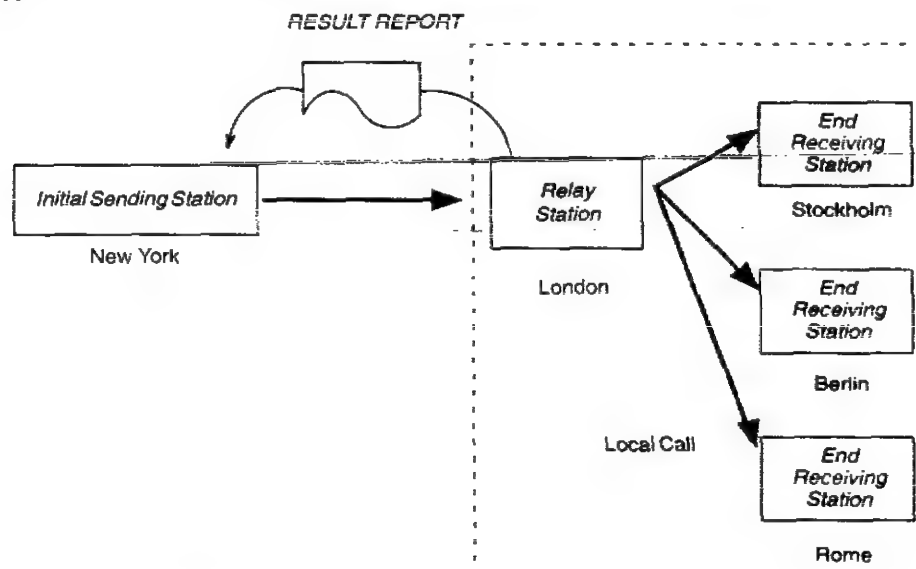 RESULT REPORT
Initial Sending Station
New York
Relay
Station
London
End
Receiving
Station
Stockholm
End
Receiving
Station
Berlin
Local Call
End
Receiving
Station
Rome